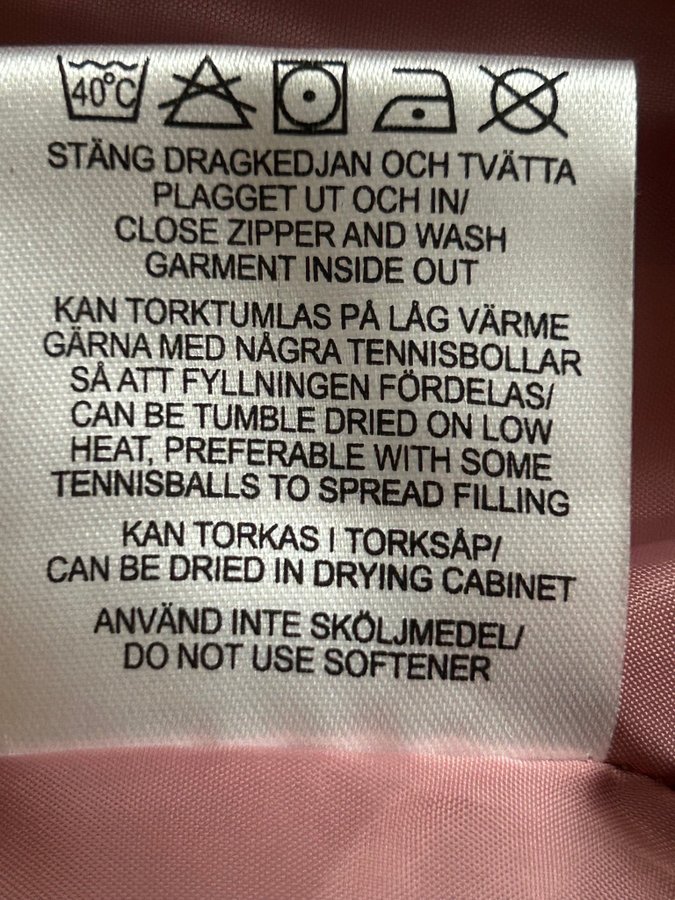 40°C
STÄNG DRAGKEDJAN OCH TVÄTTA
PLAGGET UT OCH IN/
CLOSE ZIPPER AND WASH
GARMENT INSIDE OUT
KAN TORKTUMLAS PÅ LÅG VÄRME
GÄRNA MED NÅGRA TENNISBOLLAR
SÅ ATT FYLLNINGEN FÖRDELAS/
CAN BE TUMBLE DRIED ON LOW
HEAT, PREFERABLE WITH SOME
TENNISBALLS TO SPREAD FILLING
KAN TORKAS I TORKSÅP/
CAN BE DRIED IN DRYING CABINET
ANVÄND INTE SKÖLJMEDEL/
DO NOT USE SOFTENER